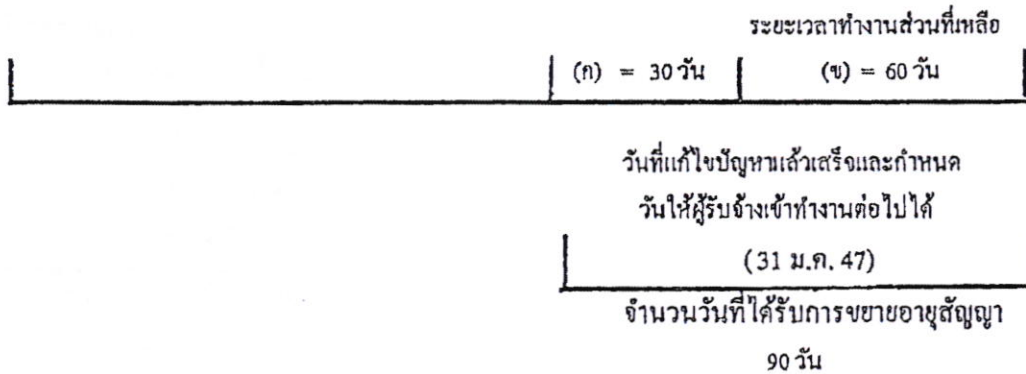 ระยะเวลาทำงานส่วนที่เหลือ
(ก) = 30 วัน (ข) = 60 วัน
วันที่แก้ไขปัญหาแล้วเสร็จและกำหนด
วันให้ผู้รับจ้างเข้าทำงานต่อไปได้
(31 ม.ค. 47)
จำนวนวันที่ได้รับการขยายอายุสัญญา
90 วัน